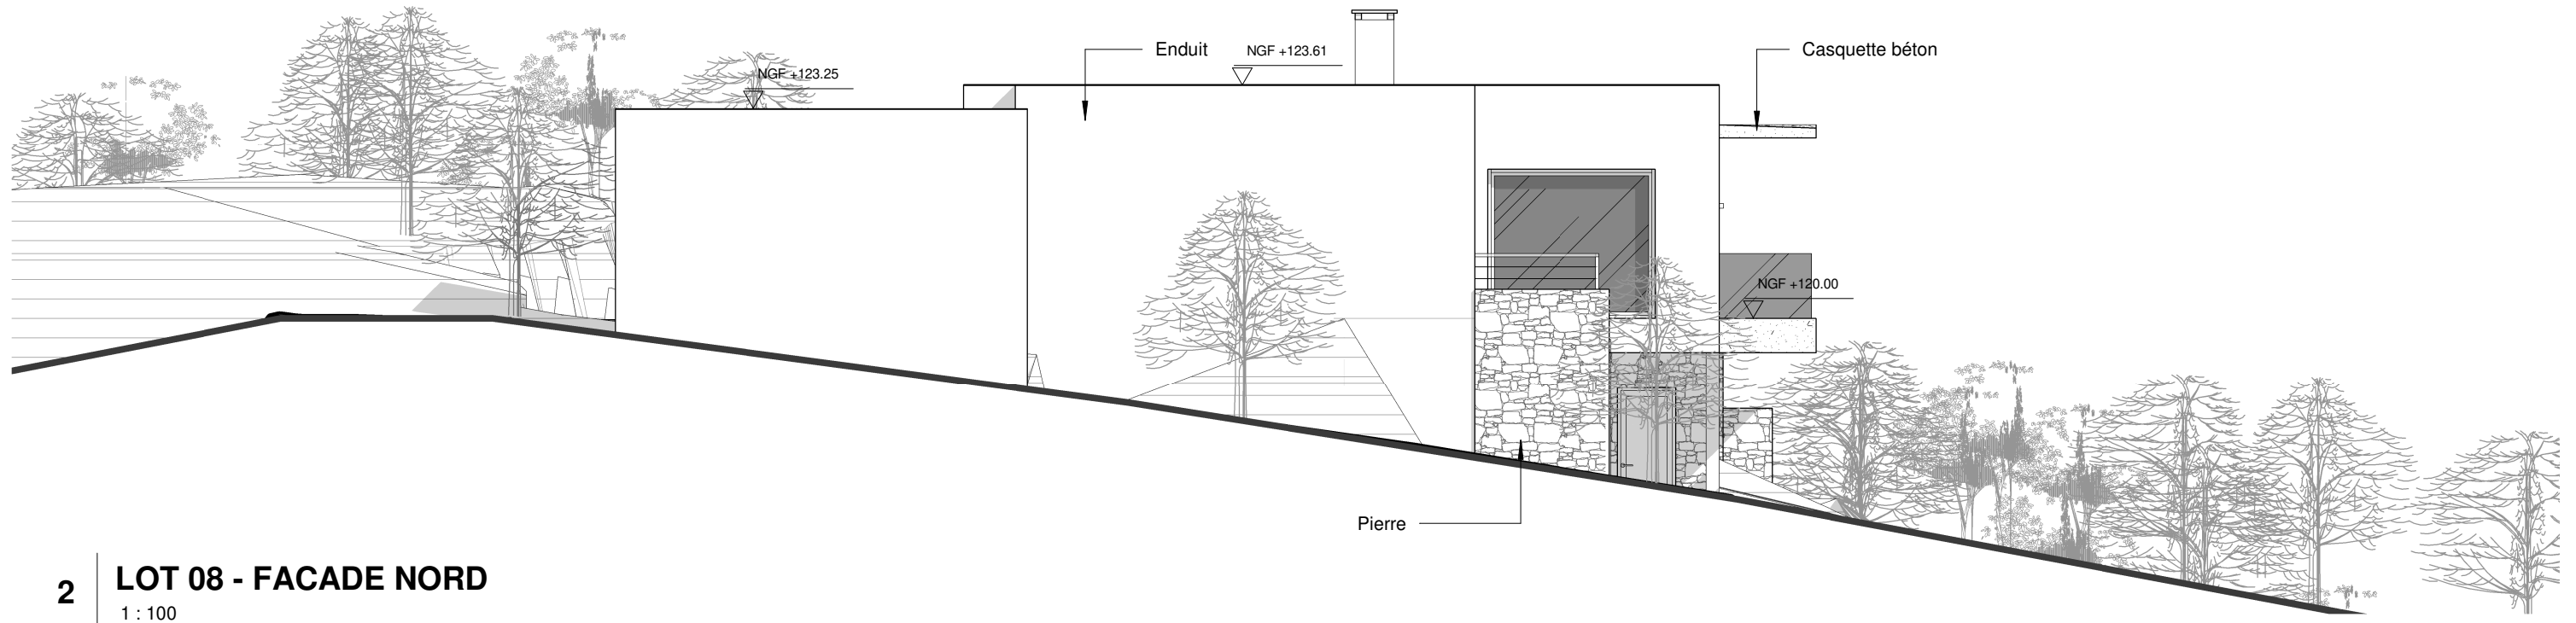 Enduit
NGF +123.61
Casquette béton
NGF +123.25
NGF +120.00
Pierre
2
LOT 08 - FACADE NORD
1 : 100